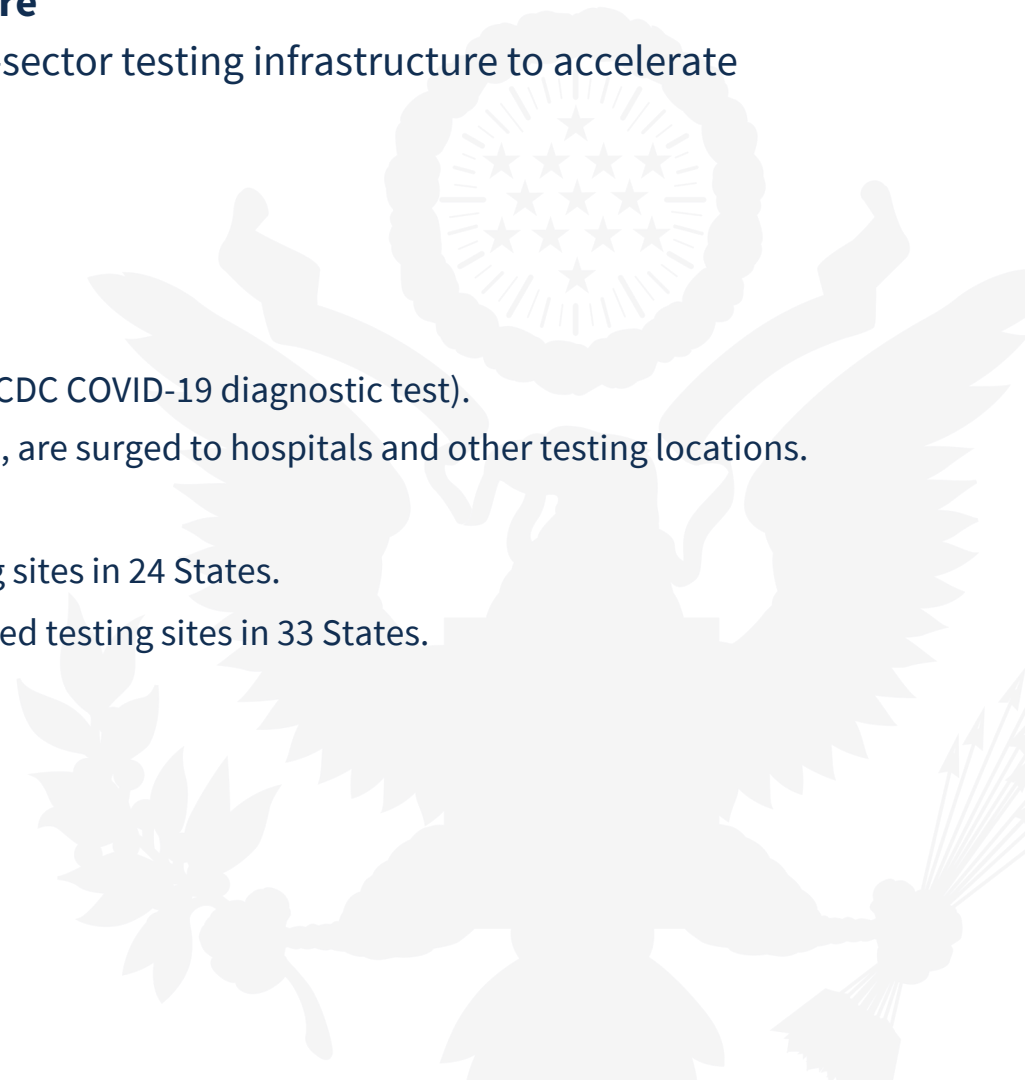 re
sector testing infrastructure to accelerate
CDC COVID-19 diagnostic test).
, are surged to hospitals and other testing locations.
g sites in 24 States.
ed testing sites in 33 States.